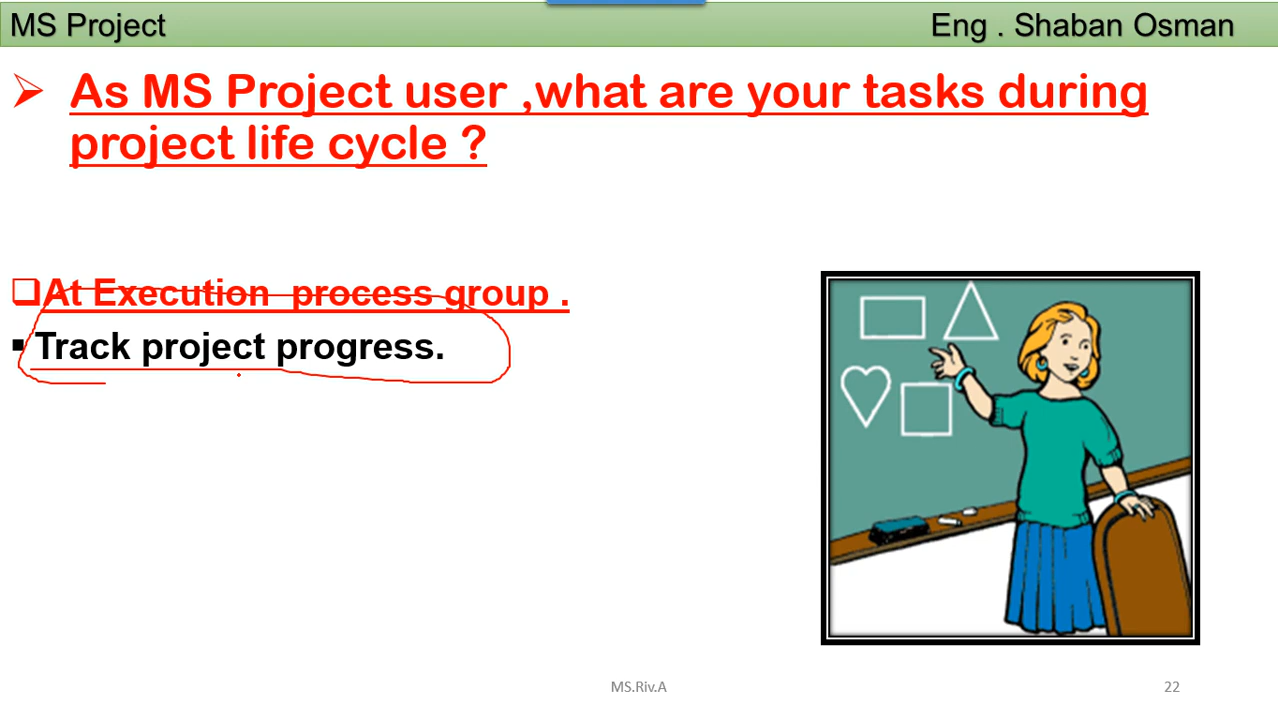 MS Project Eng . Shaban Osman
As MS Project user ,what are your tasks during
project life cycle ?
At Execution process group .
Track project progress.
MS.Riv.A 22